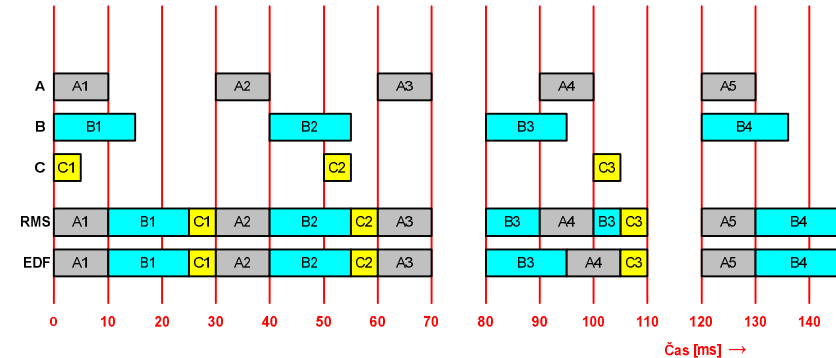 A A1 A2 A3 A4 A5
B B1 B2 B3 B4
C C1 C2 C3
RMS A1 B1 C1 A2 B2 C2 A3 B3 A4 B3 C3 A5 B4
EDF A1 B1 C1 A2 B2 C2 A3 B3 A4 C3 A5 B4
0 10 20 30 40 50 60 70 80 90 100 110 120 130 140
Čas [ms] →